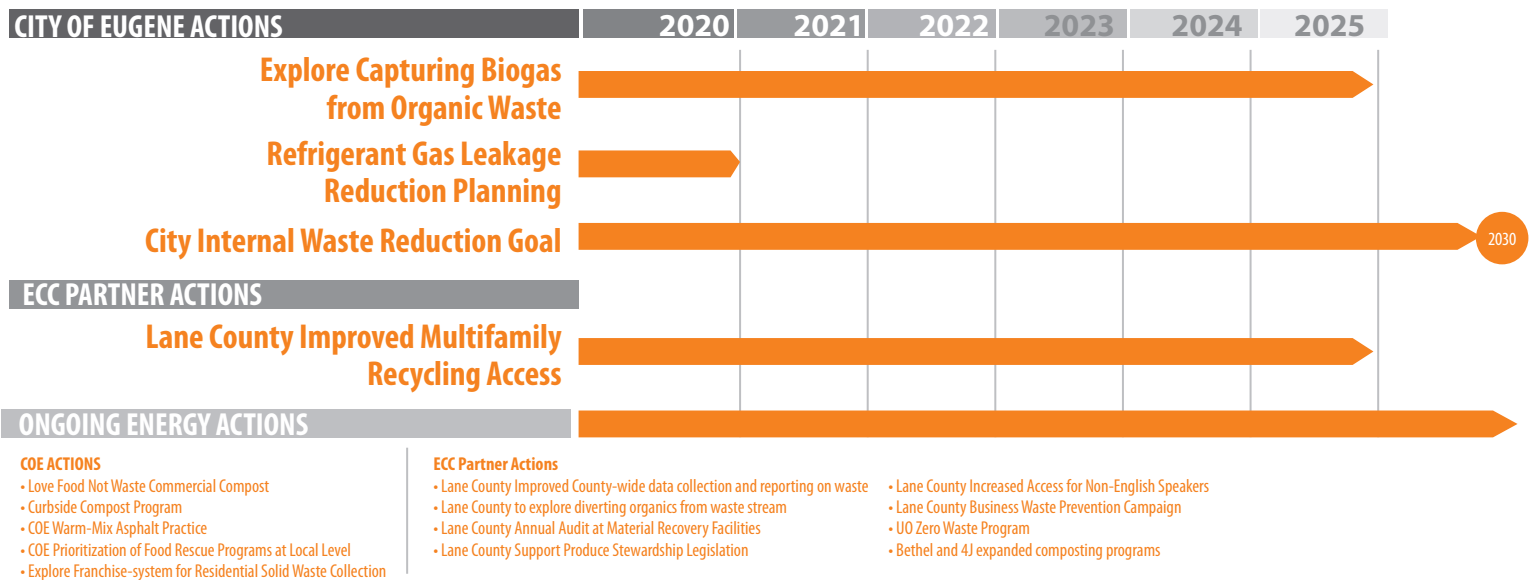 CITY OF EUGENE ACTIONS 2020 2021 2022 2023 2024 2025
Explore Capturing Biogas
from Organic Waste
Refrigerant Gas Leakage
Reduction Planning
City Internal Waste Reduction Goal
2030
ECC PARTNER ACTIONS
Lane County Improved Multifamily
Recycling Access
ONGOING ENERGY ACTIONS
COE ACTIONS
• Love Food Not Waste Commercial Compost
• Curbside Compost Program
• COE Warm-Mix Asphalt Practice
• COE Prioritization of Food Rescue Programs at Local Level
• Explore Franchise-system for Residential Solid Waste Collection
ECC Partner Actions
• Lane County Improved County-wide data collection and reporting on waste
• Lane County to explore diverting organics from waste stream
• Lane County Annual Audit at Material Recovery Facilities
• Lane County Support Produce Stewardship Legislation
• Lane County Increased Access for Non-English Speakers
• Lane County Business Waste Prevention Campaign
• UO Zero Waste Program
• Bethel and 4J expanded composting programs